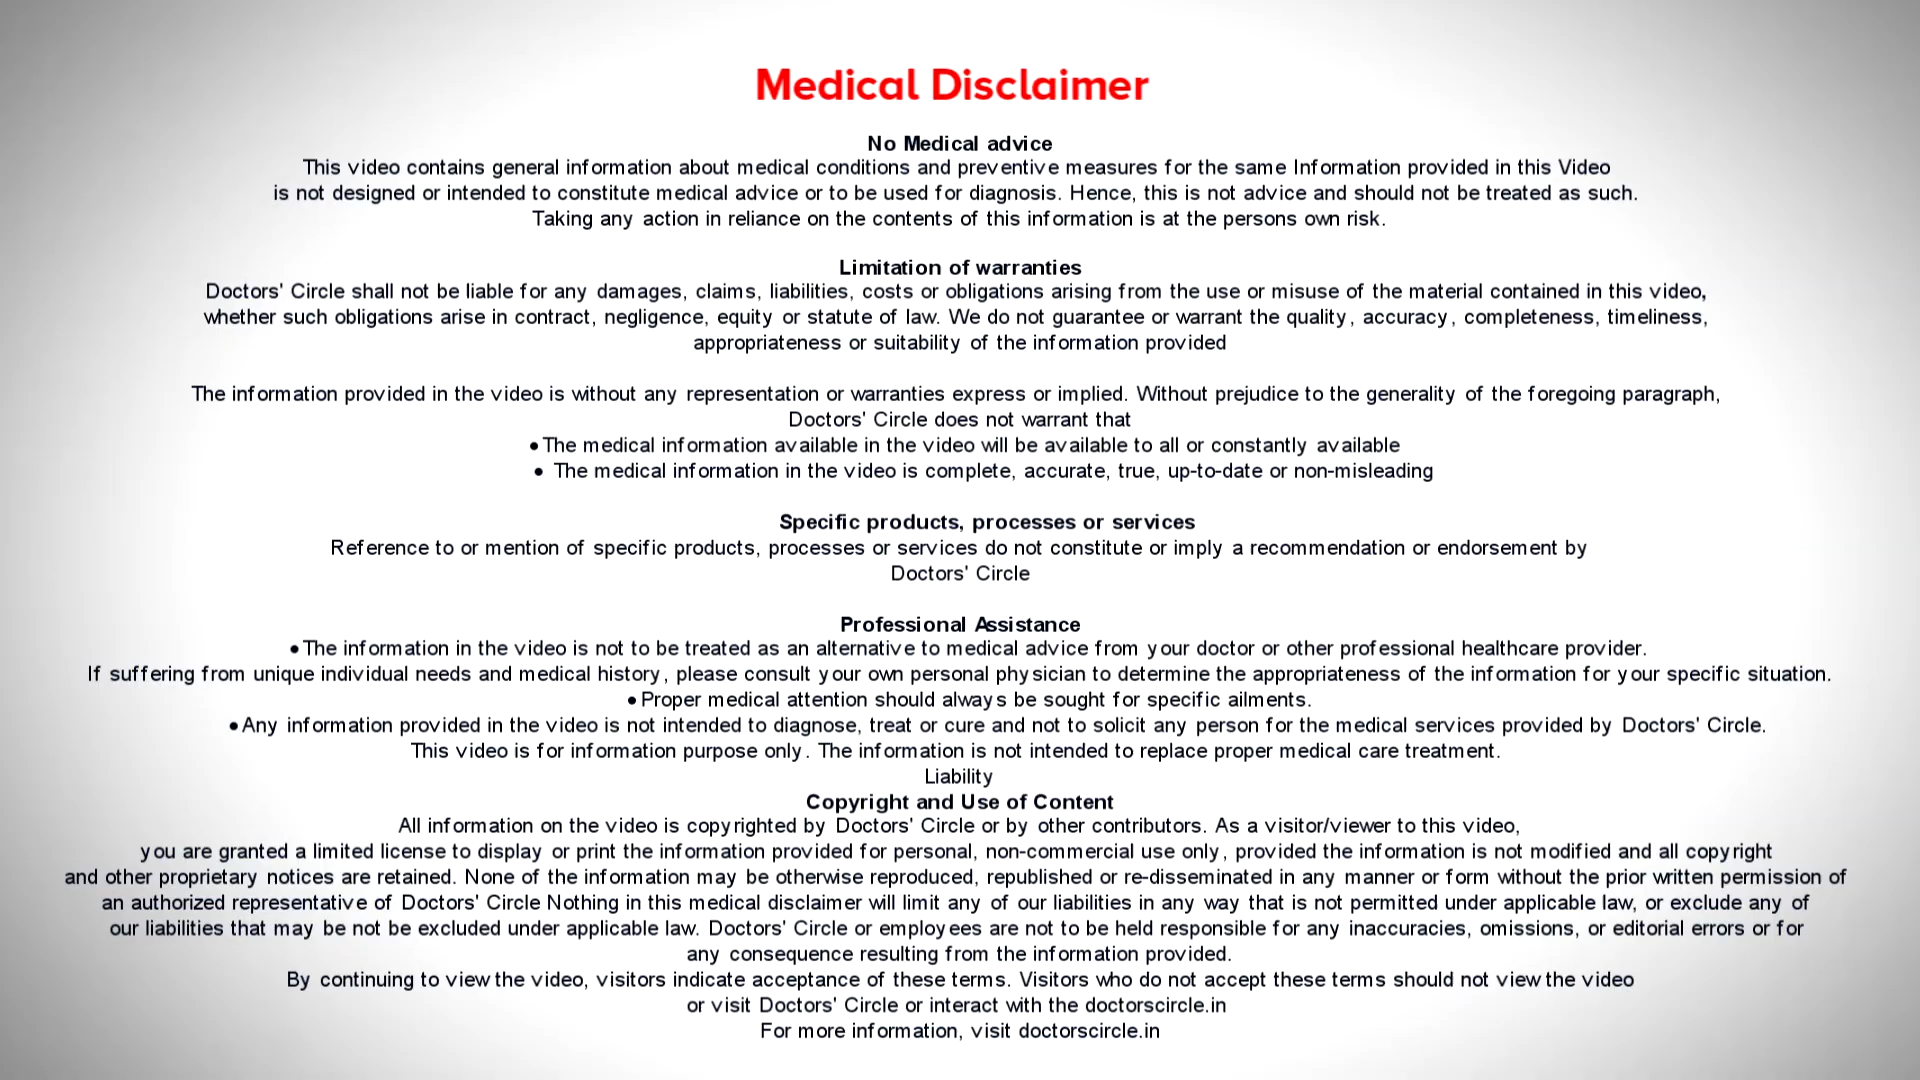 Medical Disclaimer
No Medical advice
This video contains general information about medical conditions and preventive measures for the same Information provided in this Video
is not designed or intended to constitute medical advice or to be used for diagnosis. Hence, this is not advice and should not be treated as such.
Taking any action in reliance on the contents of this information is at the persons own risk.
Limitation of warranties
Doctors' Circle shall not be liable for any damages, claims, liabilities, costs or obligations arising from the use or misuse of the material contained in this video,
whether such obligations arise in contract, negligence, equity or statute of law. We do not guarantee or warrant the quality, accuracy, completeness, timeliness,
appropriateness or suitability of the information provided
The information provided in the video is without any representation or warranties express or implied. Without prejudice to the generality of the foregoing paragraph,
Doctors' Circle does not warrant that
• The medical information available in the video will be available to all or constantly available
• The medical information in the video is complete, accurate, true, up-to-date or non-misleading
Specific products, processes or services
Reference to or mention of specific products, processes or services do not constitute or imply a recommendation or endorsement by
Doctors' Circle
Professional Assistance
• The information in the video is not to be treated as an alternative to medical advice from your doctor or other professional healthcare provider.
If suffering from unique individual needs and medical history, please consult your own personal physician to determine the appropriateness of the information for your specific situation.
• Proper medical attention should always be sought for specific ailments.
• Any information provided in the video is not intended to diagnose, treat or cure and not to solicit any person for the medical services provided by Doctors' Circle.
This video is for information purpose only. The information is not intended to replace proper medical care treatment.
Liability
Copyright and Use of Content
All information on the video is copyrighted by Doctors' Circle or by other contributors. As a visitor/viewer to this video,
you are granted a limited license to display or print the information provided for personal, non-commercial use only, provided the information is not modified and all copyright
and other proprietary notices are retained. None of the information may be otherwise reproduced, republished or re-disseminated in any manner or form without the prior written permission of
an authorized representative of Doctors' Circle Nothing in this medical disclaimer will limit any of our liabilities in any way that is not permitted under applicable law, or exclude any of
our liabilities that may be not be excluded under applicable law. Doctors' Circle or employees are not to be held responsible for any inaccuracies, omissions, or editorial errors or for
any consequence resulting from the information provided.
By continuing to view the video, visitors indicate acceptance of these terms. Visitors who do not accept these terms should not view the video
or visit Doctors' Circle or interact with the doctorscircle.in
For more information, visit doctorscircle.in